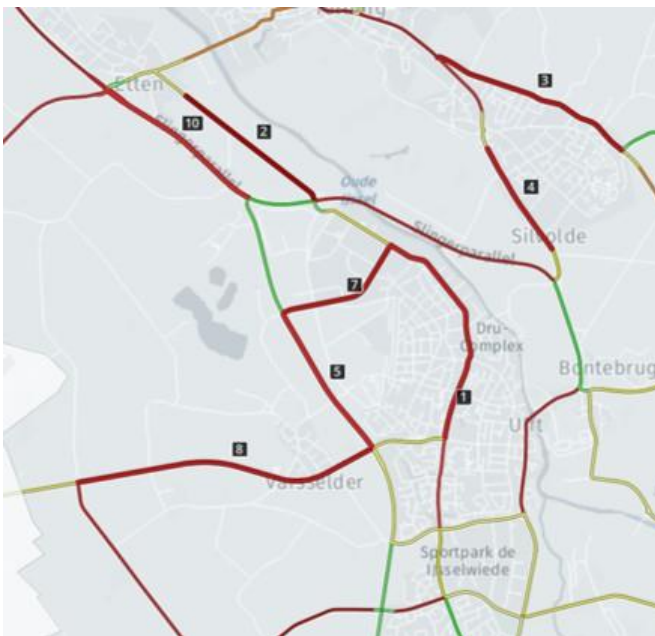 Etten
3
10
2
Slingerparallel
Oude
IJssel
4
Silvolde
Slingerparallel
7
Dru-
Complex
5
Bontebrug
1
Ulft
8
Varsselder
Sportpark de
IJsselwiede